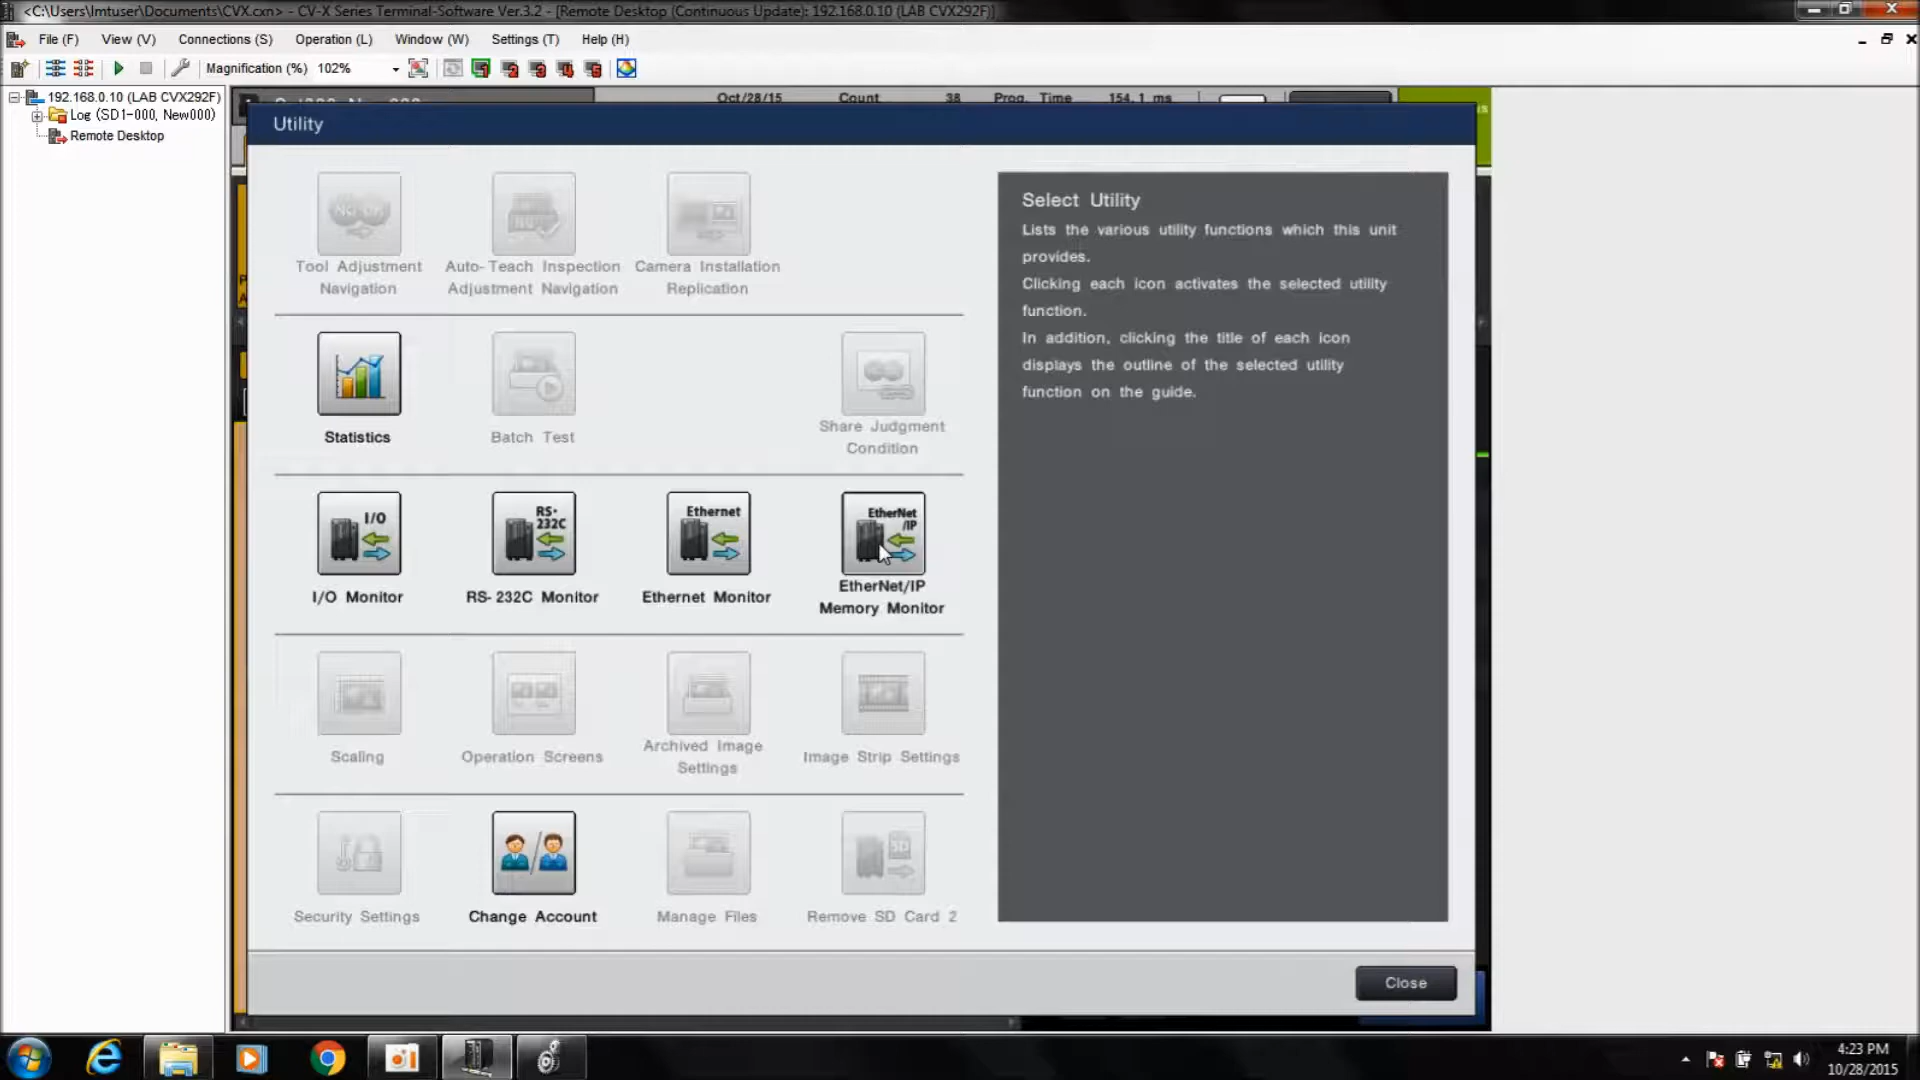 <C:\Users\lmtuser\Documents\CVX.cxn> - CV-X Series Terminal-Software Ver.3.2 - [Remote Desktop (Continuous Update): 192.168.0.10 (LAB CVX292F)]
File (F) View (V) Connections (S) Operation (L) Window (W) Settings (T) Help (H)
Magnification (%) 102%
192.168.0.10 (LAB CVX292F)
Log (SD1-000, New000)
Remote Desktop
Oct/28/15 Count 38 Prog. Time 154.1 ms
Utility
Tool Adjustment
Navigation
Auto-Teach Inspection
Adjustment Navigation
Camera Installation
Replication
Statistics
Batch Test
Share Judgment
Condition
I/O
RS-
232C
Ethernet
EtherNet
/IP
I/O Monitor
RS-232C Monitor
Ethernet Monitor
EtherNet/IP
Memory Monitor
Scaling
Operation Screens
Archived Image
Settings
Image Strip Settings
SD
Security Settings
Change Account
Manage Files
Remove SD Card 2
Select Utility
Lists the various utility functions which this unit
provides.
Clicking each icon activates the selected utility
function.
In addition, clicking the title of each icon
displays the outline of the selected utility
function on the guide.
Close
4:23 PM
10/28/2015